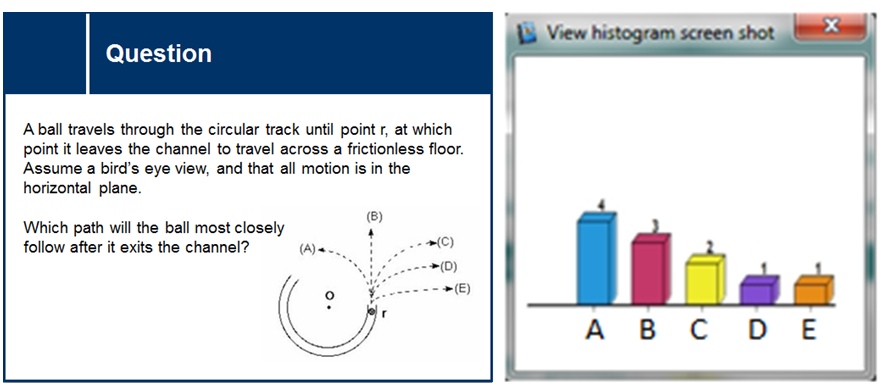 Question
A ball travels through the circular track until point r, at which
point it leaves the channel to travel across a frictionless floor.
Assume a bird's eye view, and that all motion is in the
horizontal plane.
Which path will the ball most closely
follow after it exits the channel?
(B)
(A)
(C)
(D)
(E)
O
r
View histogram screen shot
x
4
3
2
1
1
A B C D E